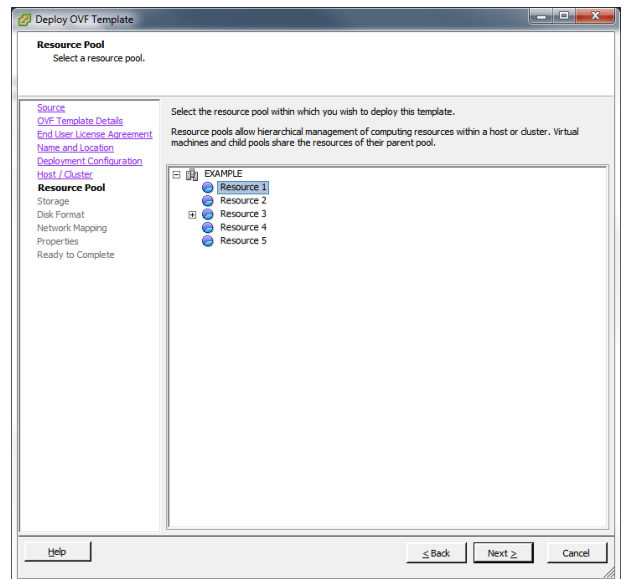 Deploy OVF Template
Resource Pool
Select a resource pool.
Source
OVF Template Details
End User License Agreement
Name and Location
Deployment Configuration
Host / Cluster
Resource Pool
Storage
Disk Format
Network Mapping
Properties
Ready to Complete
Select the resource pool within which you wish to deploy this template.
Resource pools allow hierarchical management of computing resources within a host or cluster. Virtual
machines and child pools share the resources of their parent pool.
EXAMPLE
Resource 1
Resource 2
Resource 3
Resource 4
Resource 5
Help
≤ Back
Next ≥
Cancel